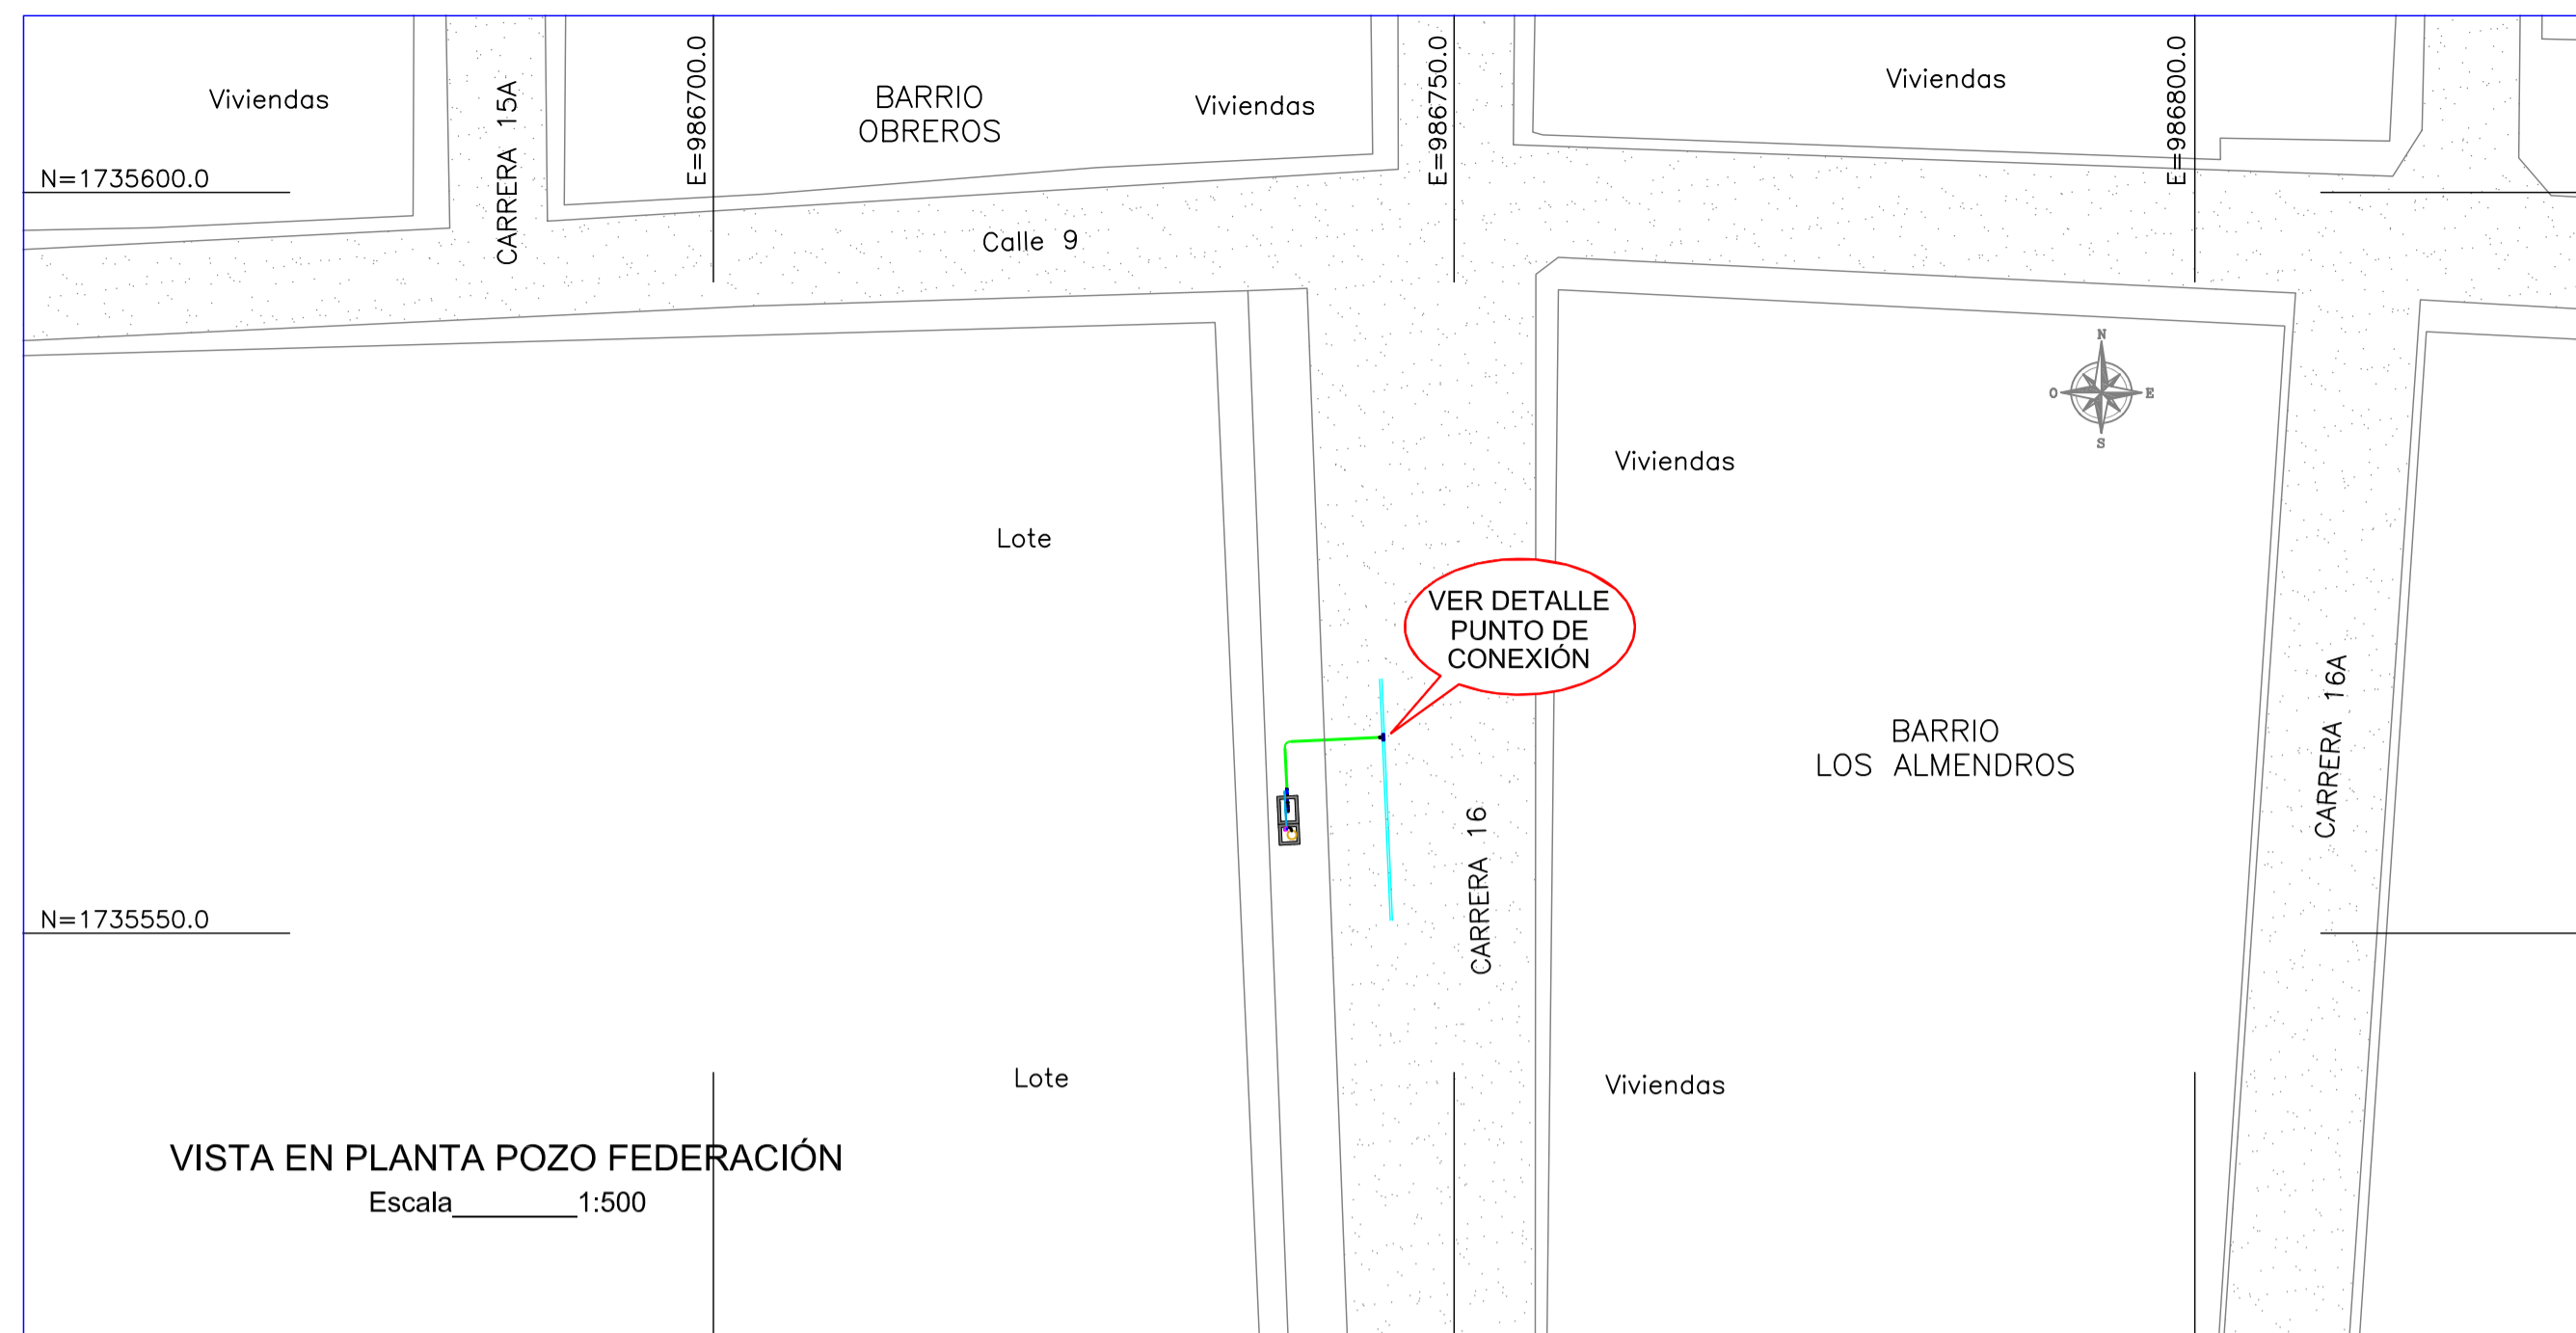 E=986700.0
E=986750.0
E=986800.0
Viviendas
CARRERA 15A
BARRIO
OBREROS
Viviendas
Viviendas
N=1735600.0
Calle 9
N
O
E
S
Viviendas
Lote
VER DETALLE
PUNTO DE
CONEXIÓN
BARRIO
LOS ALMENDROS
CARRERA 16A
CARRERA 16
N=1735550.0
Lote
Viviendas
VISTA EN PLANTA POZO FEDERACIÓN
Escala_________1:500